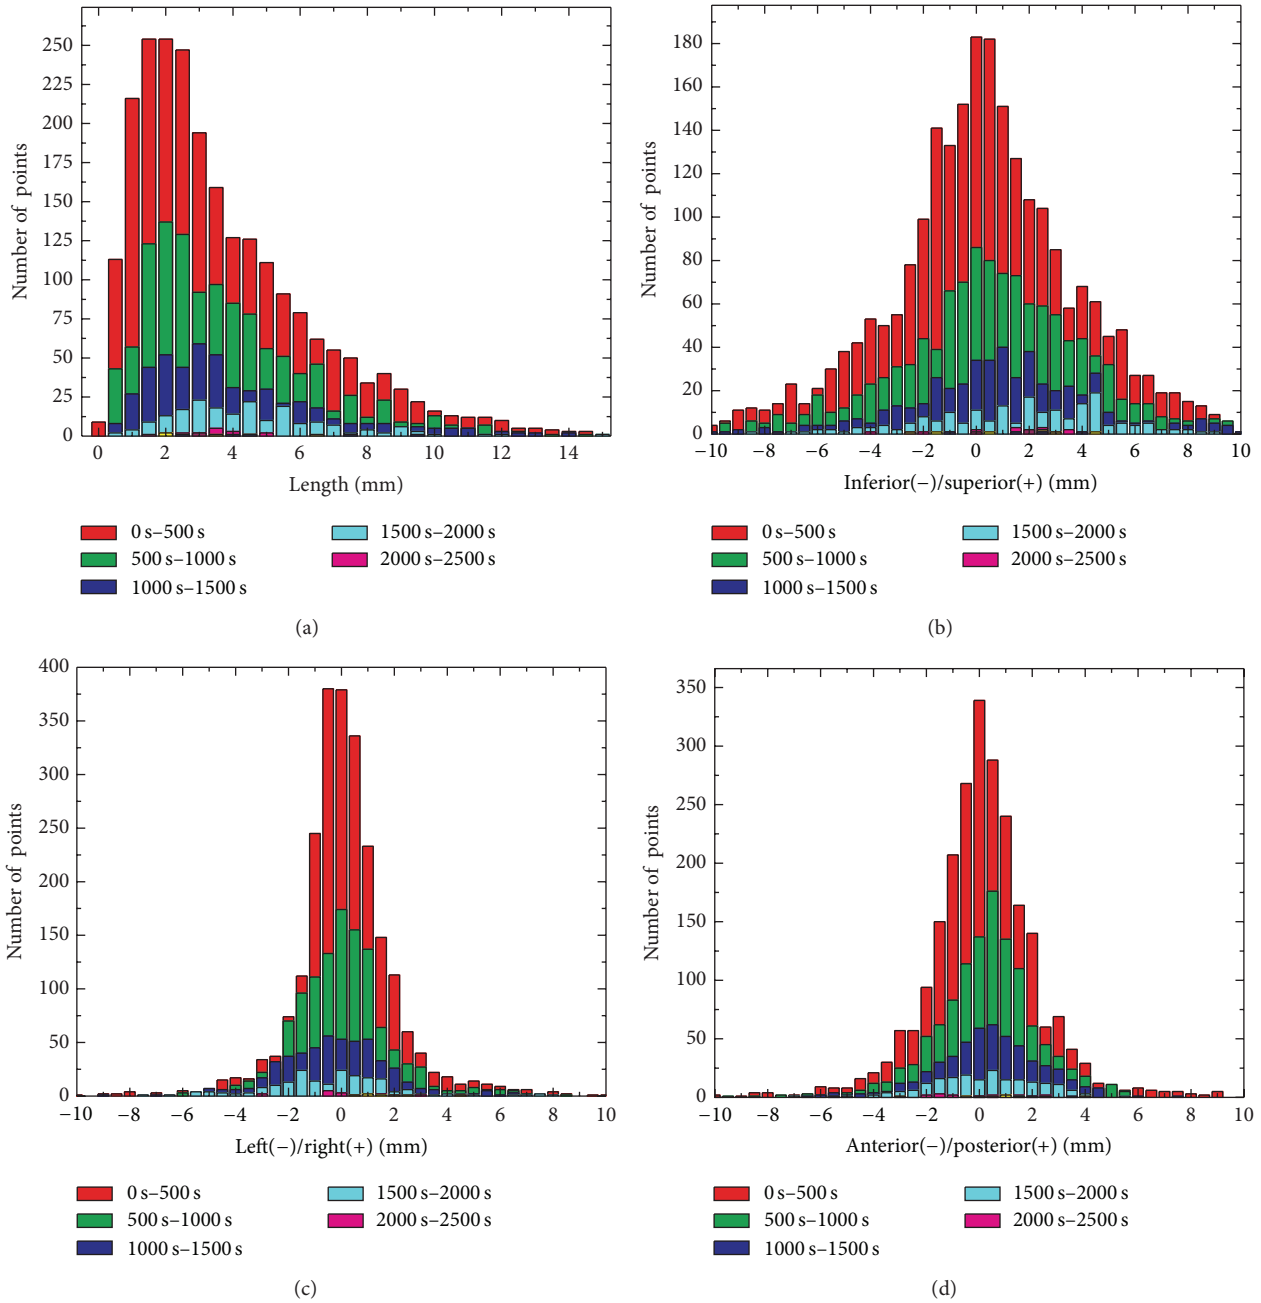 250
225
200
175
150
125
100
75
50
25
0
Number of points
0 2 4 6 8 10 12 14
Length (mm)
0 s–500 s
500 s–1000 s
1000 s–1500 s
1500 s–2000 s
2000 s–2500 s
(a)
180
160
140
120
100
80
60
40
20
0
Number of points
−10 −8 −6 −4 −2 0 2 4 6 8 10
Inferior(−)/superior(+) (mm)
0 s–500 s
500 s–1000 s
1000 s–1500 s
1500 s–2000 s
2000 s–2500 s
(b)
400
350
300
250
200
150
100
50
0
Number of points
−10 −8 −6 −4 −2 0 2 4 6 8 10
Left(−)/right(+) (mm)
0 s–500 s
500 s–1000 s
1000 s–1500 s
1500 s–2000 s
2000 s–2500 s
(c)
350
300
250
200
150
100
50
0
Number of points
−10 −8 −6 −4 −2 0 2 4 6 8 10
Anterior(−)/posterior(+) (mm)
0 s–500 s
500 s–1000 s
1000 s–1500 s
1500 s–2000 s
2000 s–2500 s
(d)